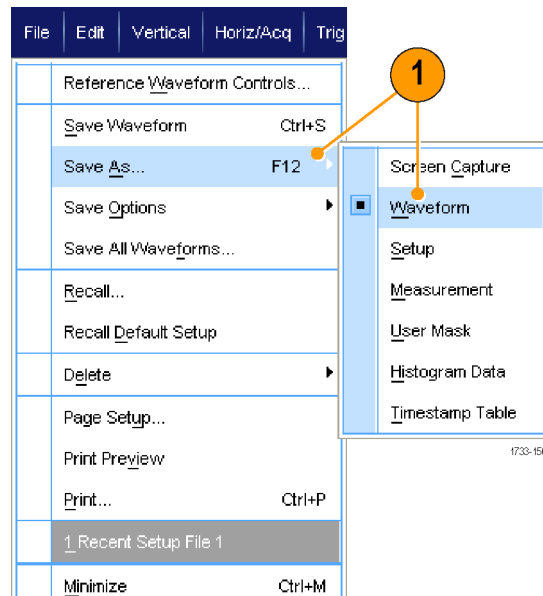 File Edit Vertical Horiz/Acq Trig
1
Reference Waveform Controls...
Save Waveform Ctrl+S
Save As... F12
Save Options
Save All Waveforms...
Recall...
Recall Default Setup
Delete
Page Setup...
Print Preview
Print... Ctrl+P
1 Recent Setup File 1
Minimize Ctrl+M
Screen Capture
Waveform
Setup
Measurement
User Mask
Histogram Data
Timestamp Table